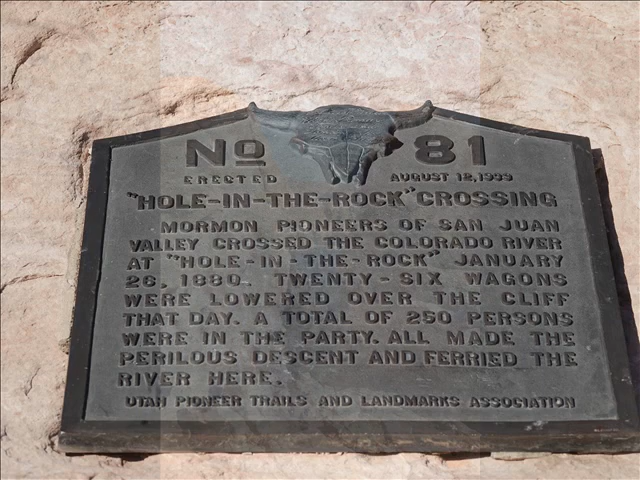 No 81
ERECTED AUGUST 12, 1939
"HOLE-IN-THE-ROCK" CROSSING
MORMON PIONEERS OF SAN JUAN
VALLEY CROSSED THE COLORADO RIVER
AT "HOLE-IN-THE-ROCK" JANUARY
26, 1880. TWENTY-SIX WAGONS
WERE LOWERED OVER THE CLIFF
THAT DAY. A TOTAL OF 250 PERSONS
WERE IN THE PARTY. ALL MADE THE
PERILOUS DESCENT AND FERRIED THE
RIVER HERE.
UTAH PIONEER TRAILS AND LANDMARKS ASSOCIATION